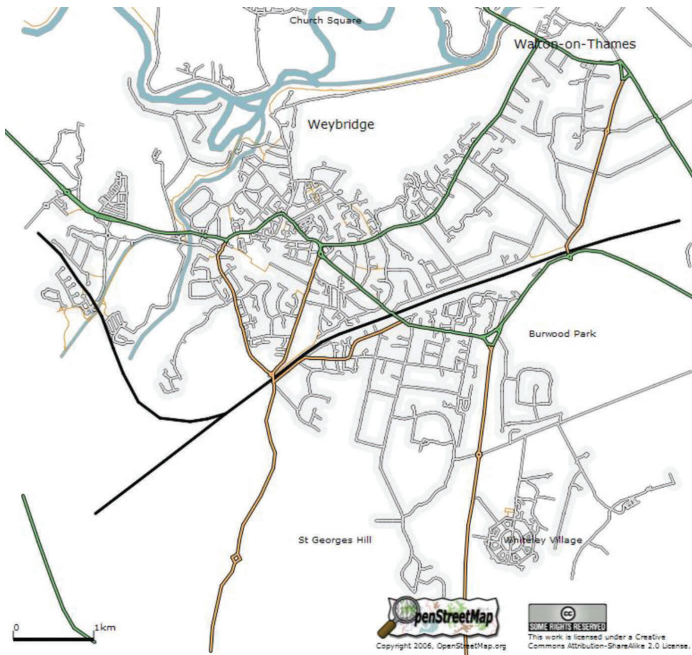 Church Square
Walton-on-Thames
Weybridge
Burwood Park
St Georges Hill
Whiteley Village
0
1km
OpenStreetMap
Copyright 2006, OpenStreetMap.org
cc
SOME RIGHTS RESERVED
This work is licensed under a Creative
Commons Attribution-ShareAlike 2.0 License.